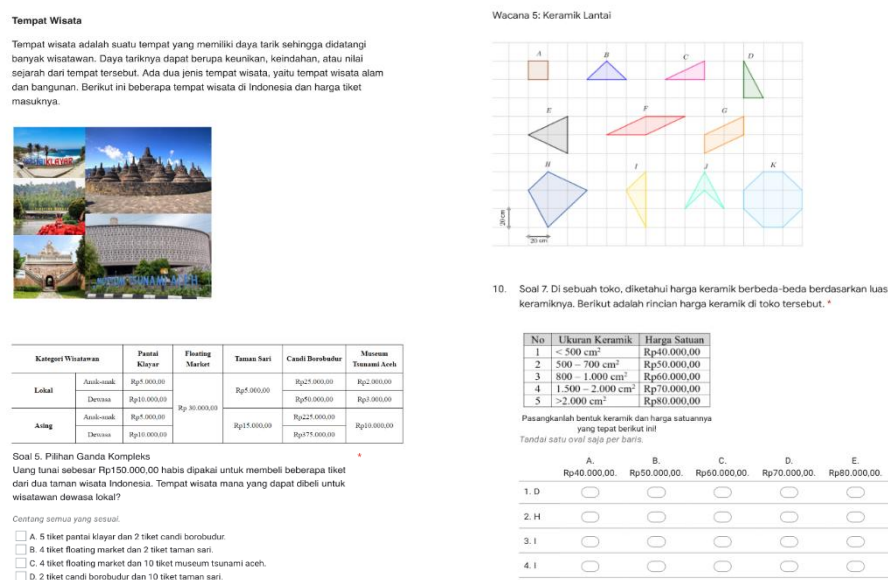 Tempat Wisata
Tempat wisata adalah suatu tempat yang memiliki daya tarik sehingga didatangi
banyak wisatawan. Daya tariknya dapat berupa keunikan, keindahan, atau nilai
sejarah dari tempat tersebut. Ada dua jenis tempat wisata, yaitu tempat wisata alam
dan bangunan. Berikut ini beberapa tempat wisata di Indonesia dan harga tiket
masuknya.
KLAYAR
MUSEUM TSUNAMI ACEH
Kategori Wisatawan Pantai Klayar Floating Market Taman Sari Candi Borobudur Museum Tsunami Aceh
Lokal Anak-anak Rp5.000,00 Rp 30.000,00 Rp5.000,00 Rp25.000,00 Rp2.000,00
Dewasa Rp10.000,00 Rp50.000,00 Rp3.000,00
Asing Anak-anak Rp5.000,00 Rp15.000,00 Rp225.000,00 Rp10.000,00
Dewasa Rp10.000,00 Rp375.000,00
Soal 5. Pilihan Ganda Kompleks *
Uang tunai sebesar Rp150.000,00 habis dipakai untuk membeli beberapa tiket
dari dua taman wisata Indonesia. Tempat wisata mana yang dapat dibeli untuk
wisatawan dewasa lokal?
Centang semua yang sesuai.
A. 5 tiket pantai klayar dan 2 tiket candi borobudur.
B. 4 tiket floating market dan 2 tiket taman sari.
C. 4 tiket floating market dan 10 tiket museum tsunami aceh.
D. 2 tiket candi borobudur dan 10 tiket taman sari.
Wacana 5: Keramik Lantai
A B C D
E F G
H I J K
20 cm
20 cm
10. Soal 7. Di sebuah toko, diketahui harga keramik berbeda-beda berdasarkan luas
keramiknya. Berikut adalah rincian harga keramik di toko tersebut. *
No Ukuran Keramik Harga Satuan
1 < 500 cm² Rp40.000,00
2 500 – 700 cm² Rp50.000,00
3 800 – 1.000 cm² Rp60.000,00
4 1.500 – 2.000 cm² Rp70.000,00
5 >2.000 cm² Rp80.000,00
Pasangkanlah bentuk keramik dan harga satuannya
yang tepat berikut ini!
Tandai satu oval saja per baris.
A. B. C. D. E.
Rp40.000,00. Rp50.000,00. Rp60.000,00. Rp70.000,00. Rp80.000,00.
1. D
2. H
3. I
4. I